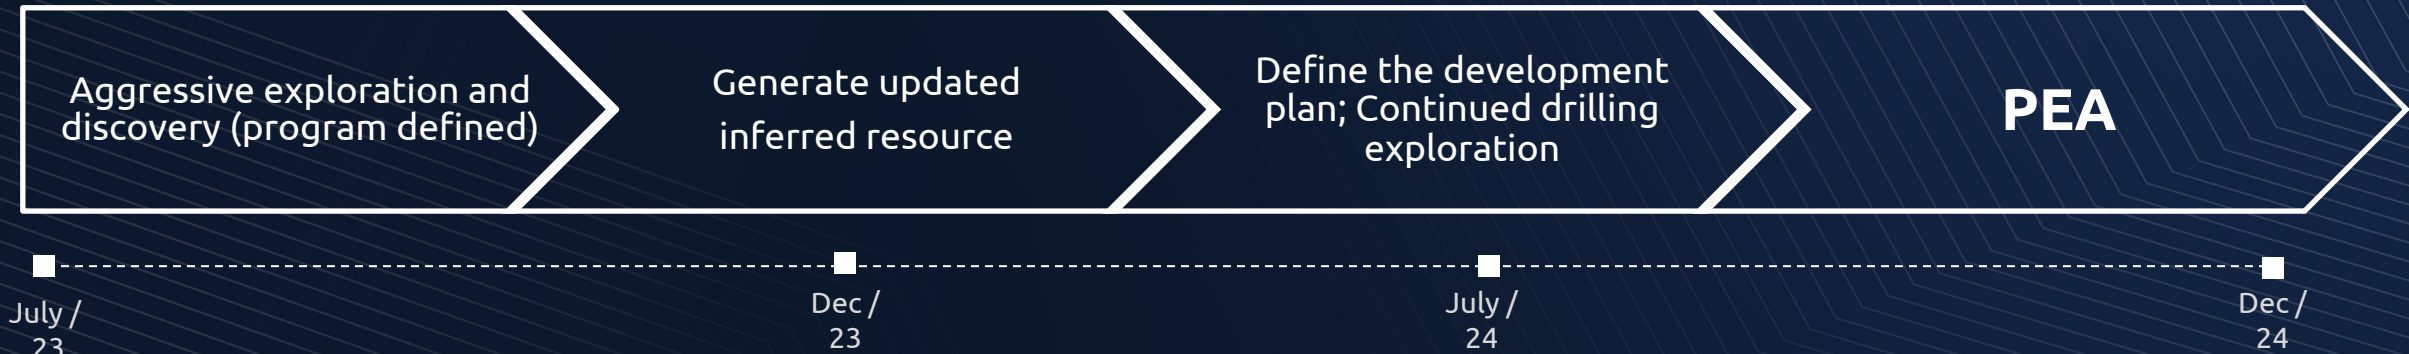 Aggressive exploration and
discovery (program defined)
Generate updated
inferred resource
Define the development
plan; Continued drilling
exploration
PEA
July /
23
Dec /
23
July /
24
Dec /
24